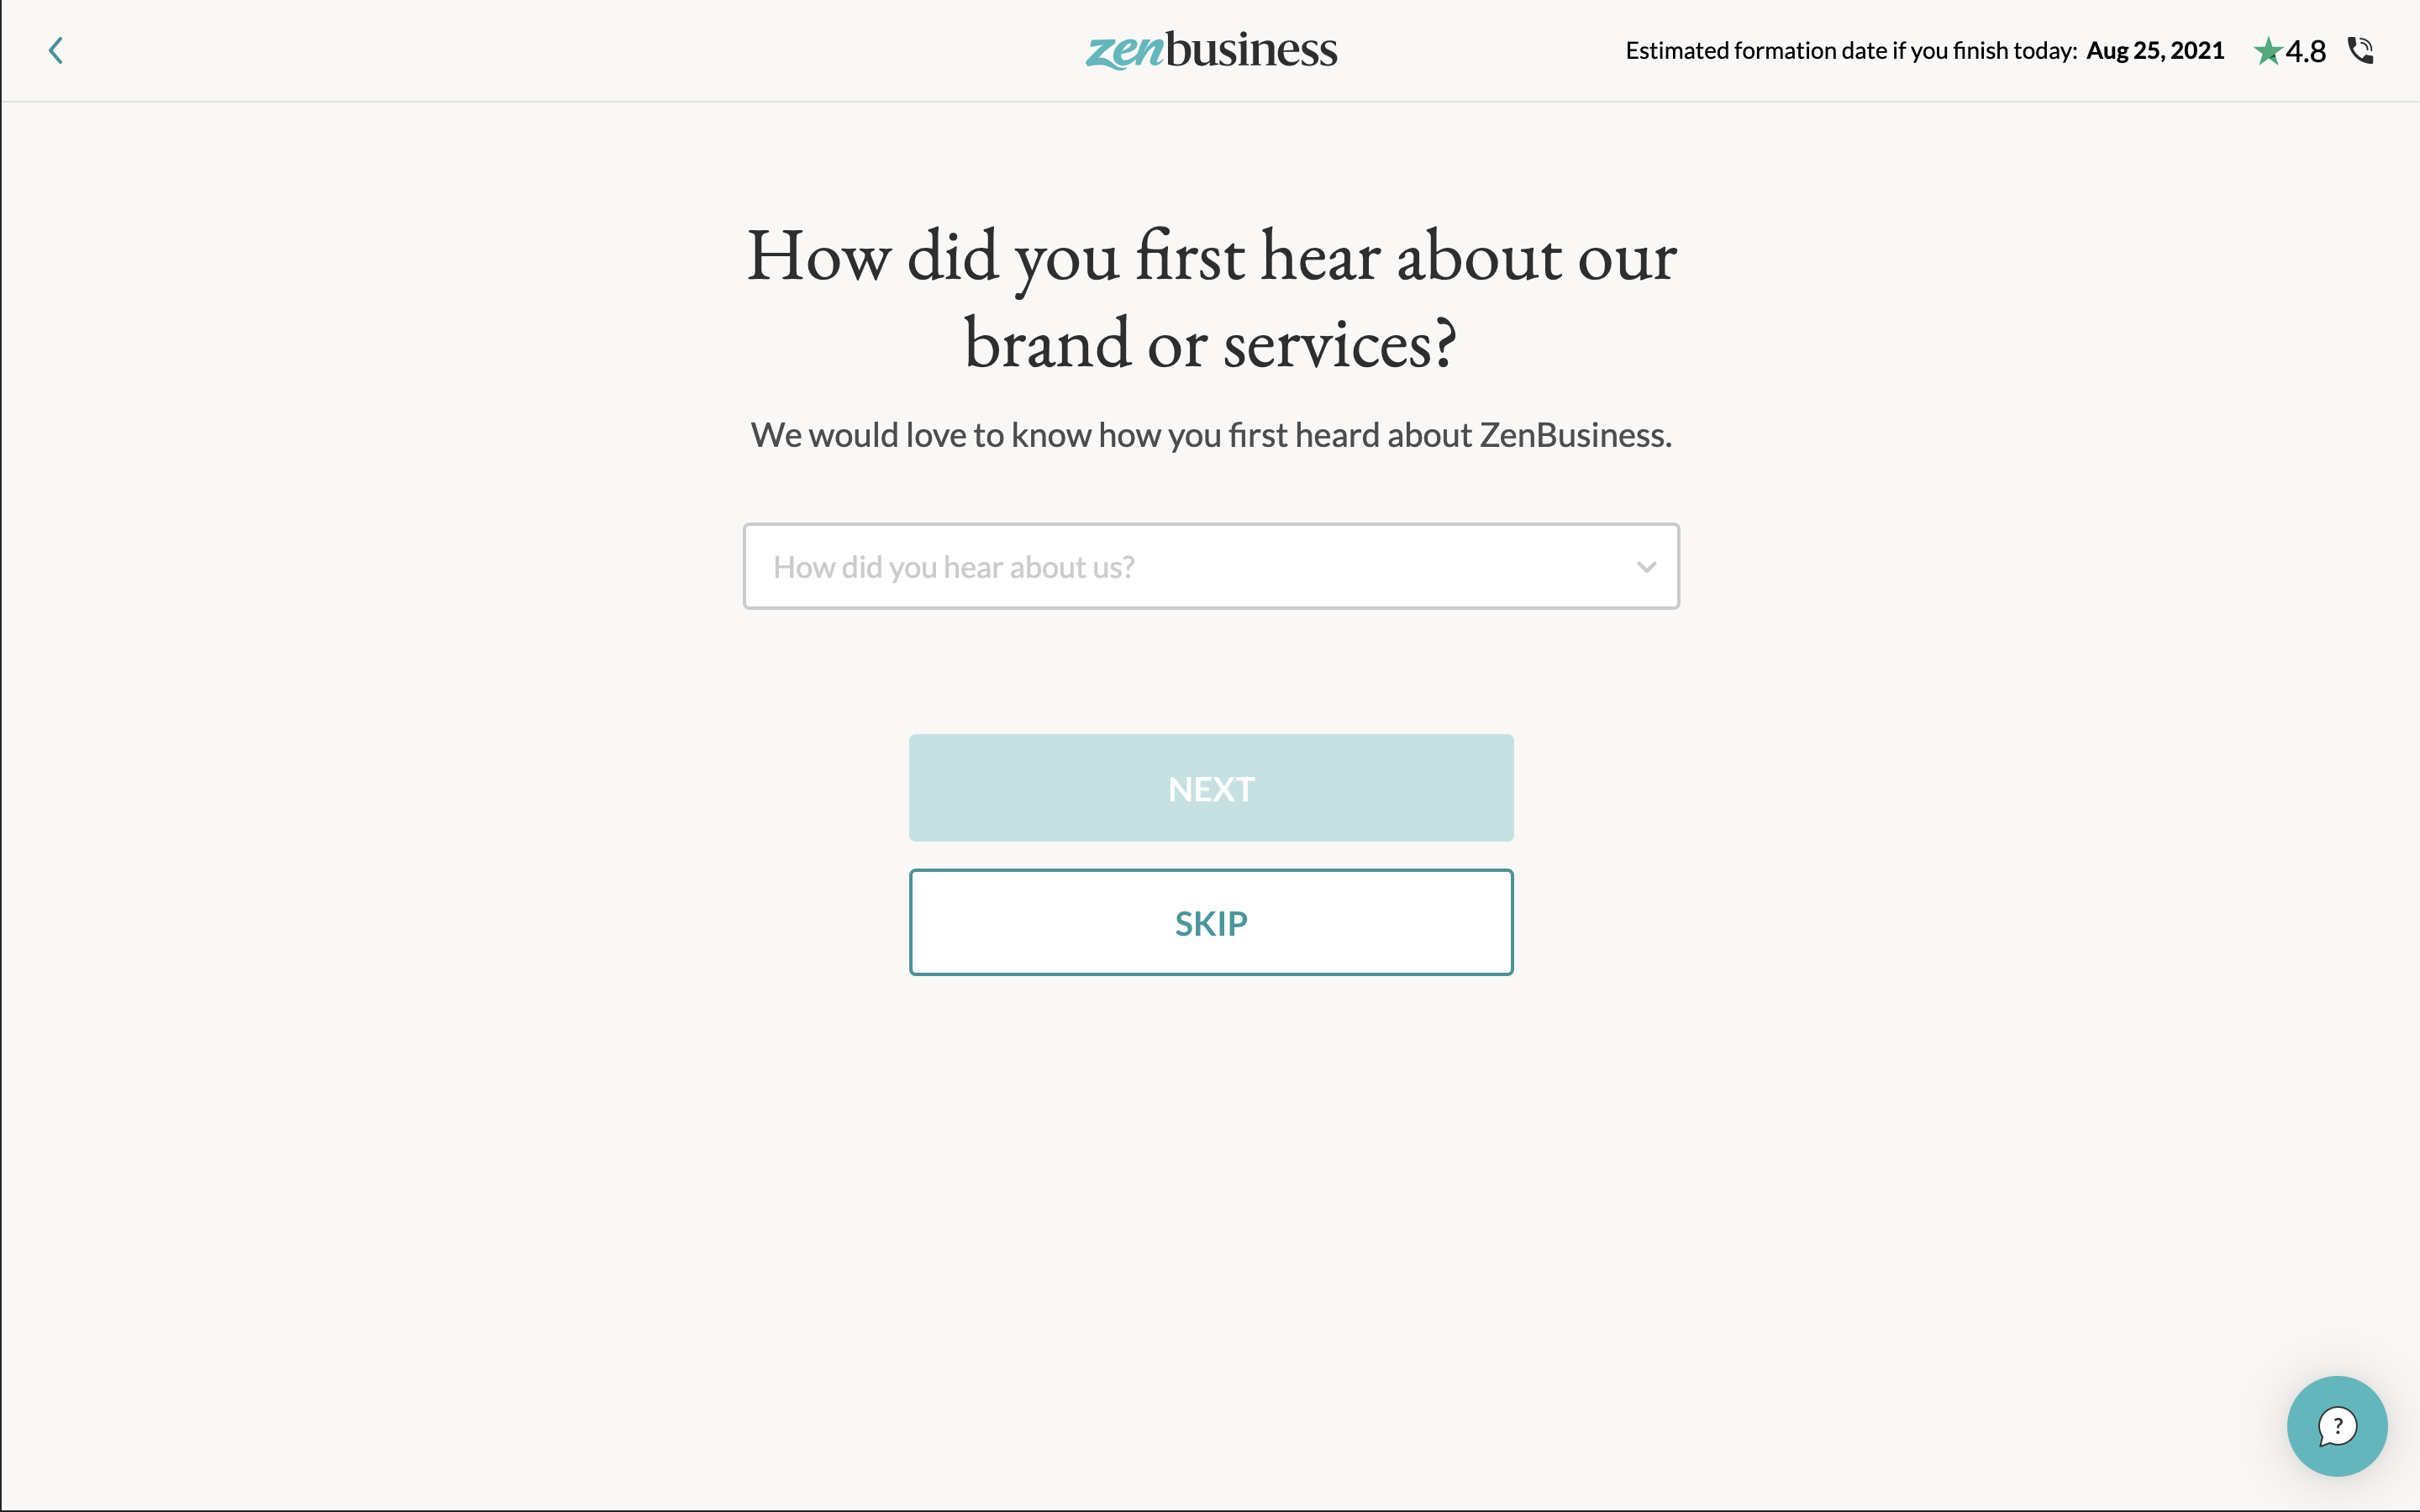 zenbusiness
Estimated formation date if you finish today: Aug 25, 2021
4.8
How did you first hear about our
brand or services?
We would love to know how you first heard about ZenBusiness.
How did you hear about us?
NEXT
SKIP
?